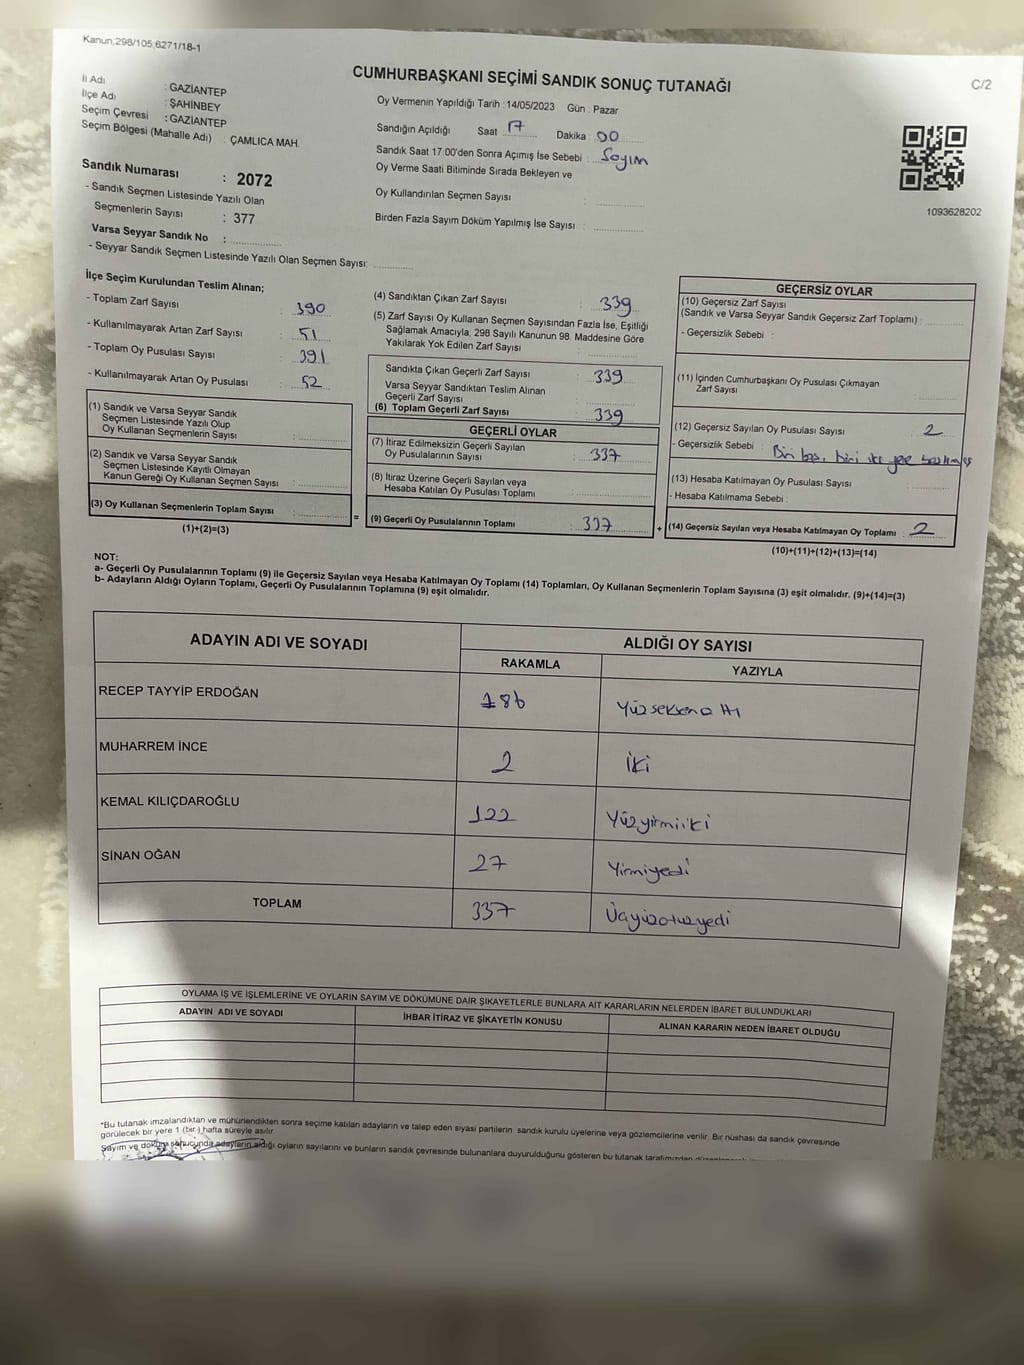 Kanun;298/105;6271/18-1
C/2
CUMHURBAŞKANI SEÇİMİ SANDIK SONUÇ TUTANAĞI
İl Adı : GAZİANTEP
İlçe Adı : ŞAHİNBEY
Seçim Çevresi : GAZİANTEP
Seçim Bölgesi (Mahalle Adı) : ÇAMLICA MAH.
Sandık Numarası : 2072
- Sandık Seçmen Listesinde Yazılı Olan
Seçmenlerin Sayısı : 377
Varsa Seyyar Sandık No :
- Seyyar Sandık Seçmen Listesinde Yazılı Olan Seçmen Sayısı:
Oy Vermenin Yapıldığı Tarih : 14/05/2023 Gün : Pazar
Sandığın Açıldığı Saat 17 Dakika 00
Sandık Saat 17:00'den Sonra Açımış İse Sebebi : Sayım
Oy Verme Saati Bitiminde Sırada Bekleyen ve
Oy Kullandırılan Seçmen Sayısı :
Birden Fazla Sayım Döküm Yapılmış İse Sayısı :
1093628202
İlçe Seçim Kurulundan Teslim Alınan;
- Toplam Zarf Sayısı : 390
- Kullanılmayarak Artan Zarf Sayısı : 51
- Toplam Oy Pusulası Sayısı : 391
- Kullanılmayarak Artan Oy Pusulası : 52
(1) Sandık ve Varsa Seyyar Sandık
Seçmen Listesinde Yazılı Olup
Oy Kullanan Seçmenlerin Sayısı :
(2) Sandık ve Varsa Seyyar Sandık
Seçmen Listesinde Kayıtlı Olmayan
Kanun Gereği Oy Kullanan Seçmen Sayısı :
(3) Oy Kullanan Seçmenlerin Toplam Sayısı : =
(1)+(2)=(3)
(4) Sandıktan Çıkan Zarf Sayısı : 339
(5) Zarf Sayısı Oy Kullanan Seçmen Sayısından Fazla İse, Eşitliği
Sağlamak Amacıyla, 298 Sayılı Kanunun 98. Maddesine Göre
Yakılarak Yok Edilen Zarf Sayısı :
Sandıkta Çıkan Geçerli Zarf Sayısı : 339
Varsa Seyyar Sandıktan Teslim Alınan
Geçerli Zarf Sayısı :
(6) Toplam Geçerli Zarf Sayısı : 339
GEÇERLİ OYLAR
(7) İtiraz Edilmeksizin Geçerli Sayılan
Oy Pusulalarının Sayısı : 337
(8) İtiraz Üzerine Geçerli Sayılan veya
Hesaba Katılan Oy Pusulası Toplamı :
(9) Geçerli Oy Pusulalarının Toplamı : 337 +
GEÇERSİZ OYLAR
(10) Geçersiz Zarf Sayısı
(Sandık ve Varsa Seyyar Sandık Geçersiz Zarf Toplamı) :
- Geçersizlik Sebebi :
(11) İçinden Cumhurbaşkanı Oy Pusulası Çıkmayan
Zarf Sayısı :
(12) Geçersiz Sayılan Oy Pusulası Sayısı : 2
- Geçersizlik Sebebi : Biri boş, biri iki yere basılmış
(13) Hesaba Katılmayan Oy Pusulası Sayısı :
- Hesaba Katılmama Sebebi :
(14) Geçersiz Sayılan veya Hesaba Katılmayan Oy Toplamı : 2
(10)+(11)+(12)+(13)=(14)
NOT:
a- Geçerli Oy Pusulalarının Toplamı (9) ile Geçersiz Sayılan veya Hesaba Katılmayan Oy Toplamı (14) Toplamları, Oy Kullanan Seçmenlerin Toplam Sayısına (3) eşit olmalıdır. (9)+(14)=(3)
b- Adayların Aldığı Oyların Toplamı, Geçerli Oy Pusulalarının Toplamına (9) eşit olmalıdır.
ADAYIN ADI VE SOYADI ALDIĞI OY SAYISI
RAKAMLA YAZIYLA
RECEP TAYYİP ERDOĞAN 186 Yüzseksenaltı
MUHARREM İNCE 2 İki
KEMAL KILIÇDAROĞLU 122 Yüzyirmiiki
SİNAN OĞAN 27 Yirmiyedi
TOPLAM 337 Üçyüzotuzyedi
OYLAMA İŞ VE İŞLEMLERİNE VE OYLARIN SAYIM VE DÖKÜMÜNE DAİR ŞİKAYETLERLE BUNLARA AİT KARARLARIN NELERDEN İBARET BULUNDUKLARI
ADAYIN ADI VE SOYADI İHBAR İTİRAZ VE ŞİKAYETİN KONUSU ALINAN KARARIN NEDEN İBARET OLDUĞU
*Bu tutanak imzalandıktan ve mühürlendikten sonra seçime katılan adayların ve talep eden siyasi partilerin sandık kurulu üyelerine veya gözlemcilerine verilir. Bir nüshası da sandık çevresinde
görülecek bir yere 1 (bir ) hafta süreyle asılır.
Sayım ve döküm sonucunda adayların aldığı oyların sayılarını ve bunların sandık çevresinde bulunanlara duyurulduğunu gösteren bu tutanak tarafımızdan